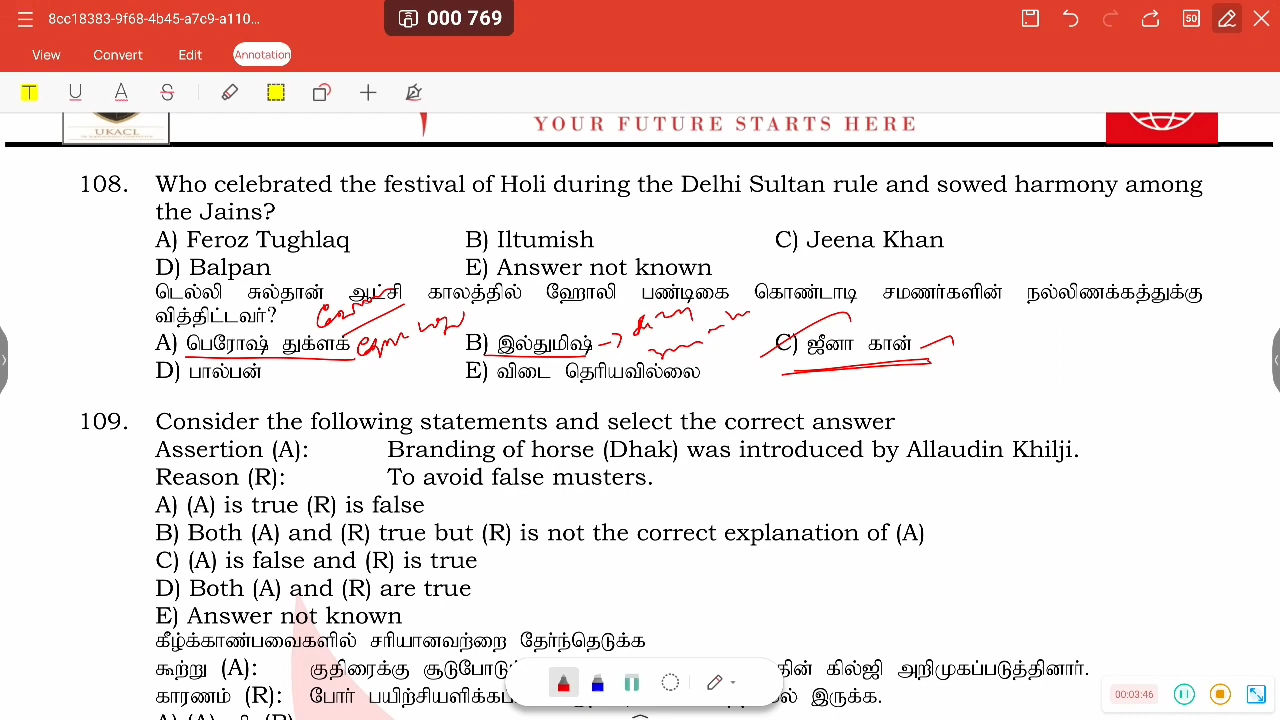 8cc18383-9f68-4b45-a7c9-a110...
000 769
50
View Convert Edit Annotation
UKACL
YOUR FUTURE STARTS HERE
108. Who celebrated the festival of Holi during the Delhi Sultan rule and sowed harmony among
the Jains?
A) Feroz Tughlaq B) Iltumish C) Jeena Khan
D) Balpan E) Answer not known
டெல்லி சுல்தான் ஆட்சி காலத்தில் ஹோலி பண்டிகை கொண்டாடி சமணர்களின் நல்லிணக்கத்துக்கு
வித்திட்டவர்?
A) பெரோஷ் துக்ளக் B) இல்துமிஷ் C) ஜீனா கான்
D) பால்பன் E) விடை தெரியவில்லை
109. Consider the following statements and select the correct answer
Assertion (A): Branding of horse (Dhak) was introduced by Allaudin Khilji.
Reason (R): To avoid false musters.
A) (A) is true (R) is false
B) Both (A) and (R) true but (R) is not the correct explanation of (A)
C) (A) is false and (R) is true
D) Both (A) and (R) are true
E) Answer not known
கீழ்க்காண்பவைகளில் சரியானவற்றை தேர்ந்தெடுக்க
கூற்று (A): குதிரைக்கு கில்ஜி அறிமுகப்படுத்தினார்.
காரணம் (R): போர் இருக்க.
00:03:46